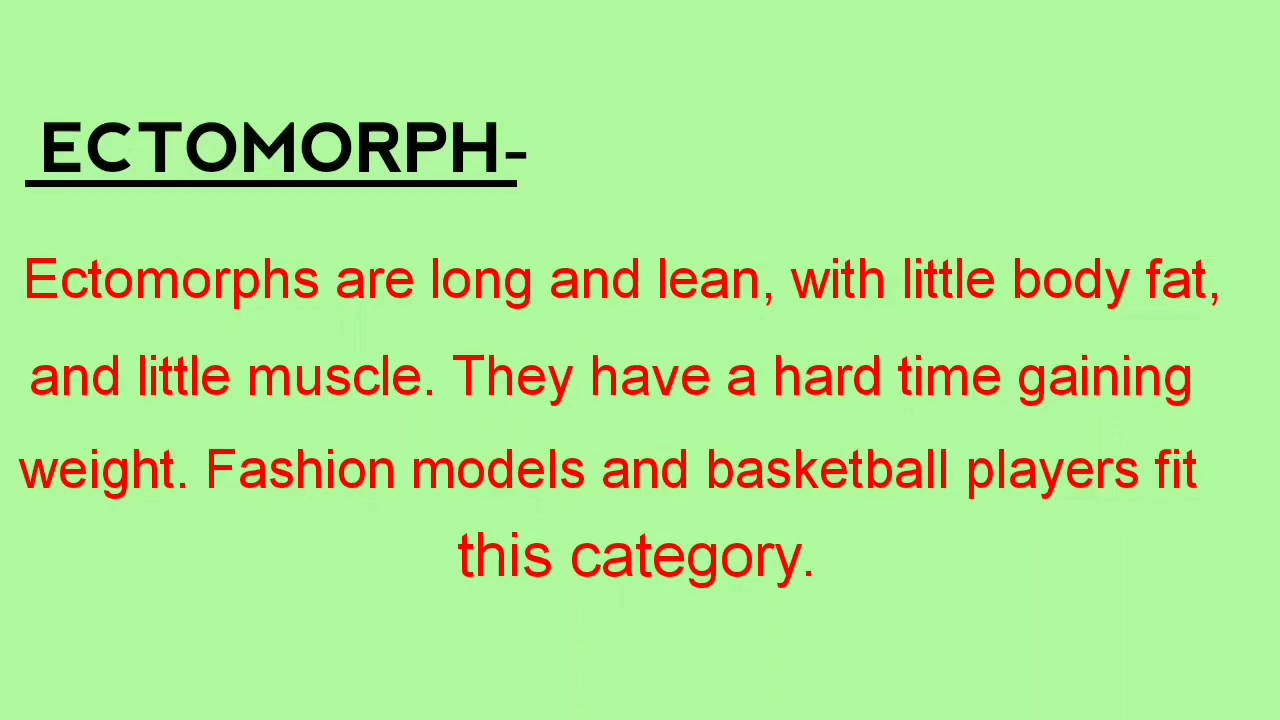 ECTOMORPH-
Ectomorphs are long and lean, with little body fat,
and little muscle. They have a hard time gaining
weight. Fashion models and basketball players fit
this category.